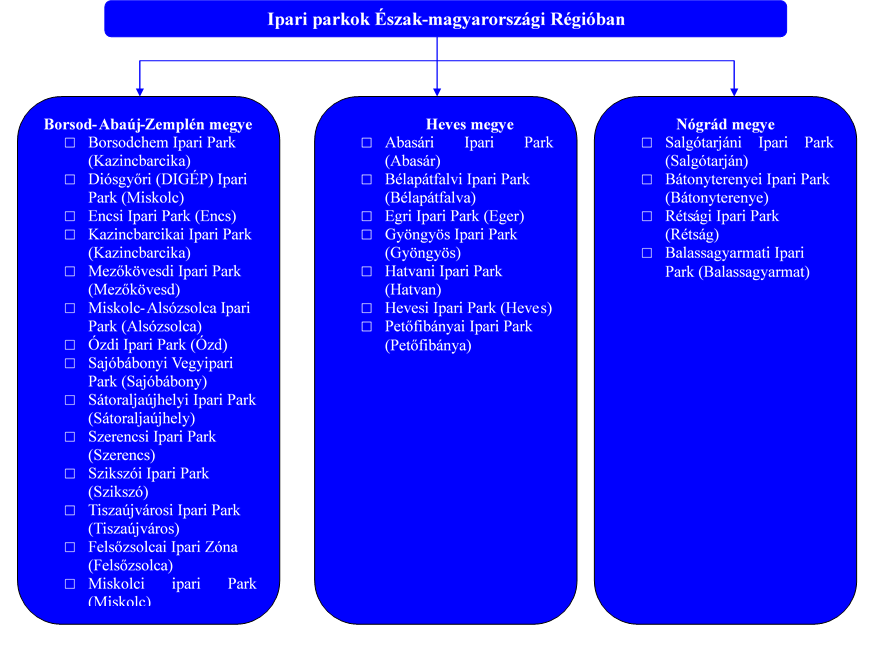 Ipari parkok Észak-magyarországi Régióban
Borsod-Abaúj-Zemplén megye
□ Borsodchem Ipari Park
(Kazincbarcika)
□ Diósgyőri (DIGÉP) Ipari
Park (Miskolc)
□ Encsi Ipari Park (Encs)
□ Kazincbarcikai Ipari Park
(Kazincbarcika)
□ Mezőkövesdi Ipari Park
(Mezőkövesd)
□ Miskolc-Alsózsolca Ipari
Park (Alsózsolca)
□ Ózdi Ipari Park (Ózd)
□ Sajóbábonyi Vegyipari
Park (Sajóbábony)
□ Sátoraljaújhelyi Ipari Park
(Sátoraljaújhely)
□ Szerencsi Ipari Park
(Szerencs)
□ Szikszói Ipari Park
(Szikszó)
□ Tiszaújvárosi Ipari Park
(Tiszaújváros)
□ Felsőzsolcai Ipari Zóna
(Felsőzsolca)
□ Miskolci ipari Park
(Miskolc)
Heves megye
□ Abasári Ipari Park
(Abasár)
□ Bélapátfalvi Ipari Park
(Bélapátfalva)
□ Egri Ipari Park (Eger)
□ Gyöngyös Ipari Park
(Gyöngyös)
□ Hatvani Ipari Park
(Hatvan)
□ Hevesi Ipari Park (Heves)
□ Petőfibányai Ipari Park
(Petőfibánya)
Nógrád megye
□ Salgótarjáni Ipari Park
(Salgótarján)
□ Bátonyterenyei Ipari Park
(Bátonyterenye)
□ Rétsági Ipari Park
(Rétság)
□ Balassagyarmati Ipari
Park (Balassagyarmat)